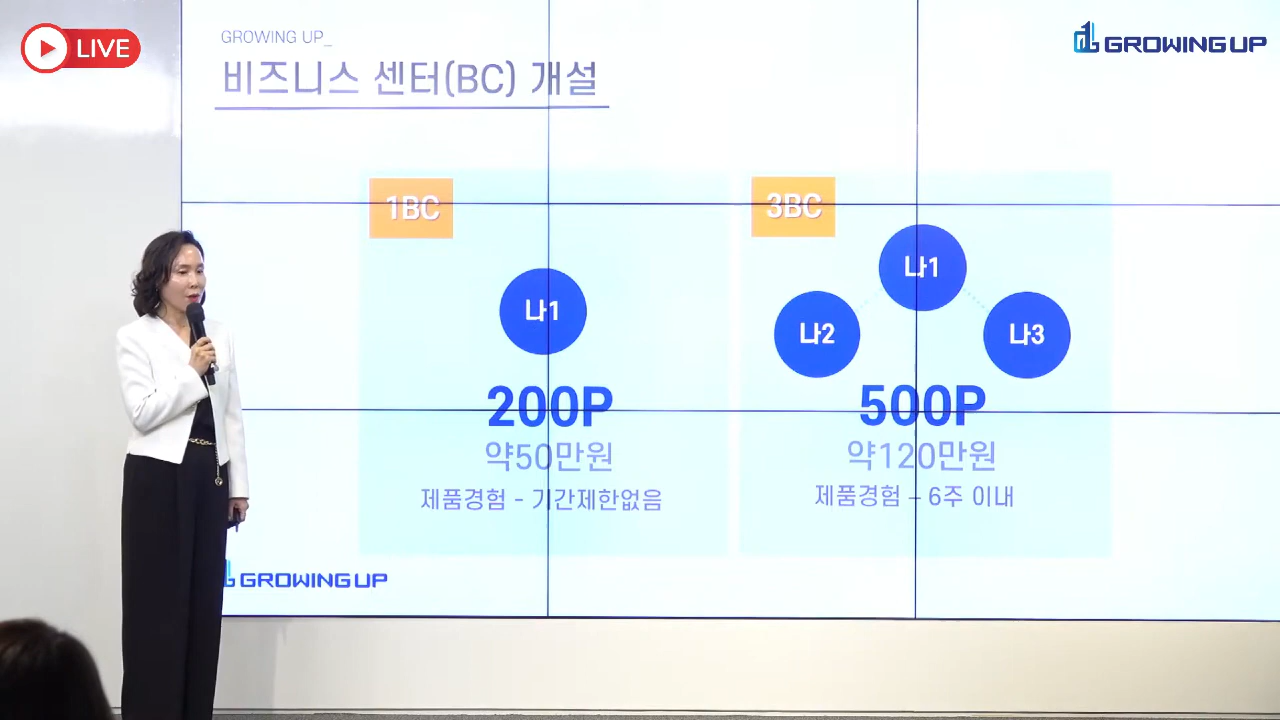 LIVE
GROWING UP_
GROWING UP
비즈니스 센터(BC) 개설
1BC
나1
200P
약50만원
제품경험 - 기간제한없음
3BC
나1
나2
나3
500P
약120만원
제품경험 – 6주 이내
GROWING UP